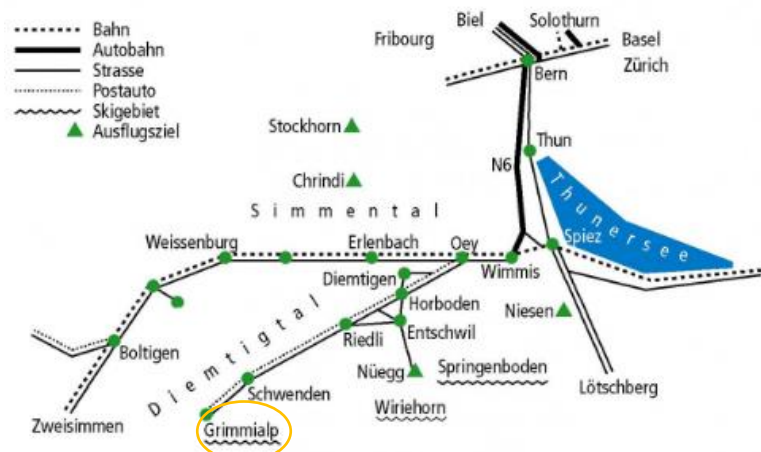 Bahn
Autobahn
Strasse
Postauto
Skigebiet
Ausflugsziel
Biel
Solothurn
Fribourg
Basel
Zürich
Bern
Stockhorn
Thun
N6
Chrindi
Thunersee
Simmental
Weissenburg
Erlenbach
Oey
Wimmis
Spiez
Diemtigen
Horboden
Niesen
Entschwil
Riedli
Boltigen
Diemtigtal
Nüegg
Springenboden
Schwenden
Lötschberg
Wiriehorn
Zweisimmen
Grimmialp